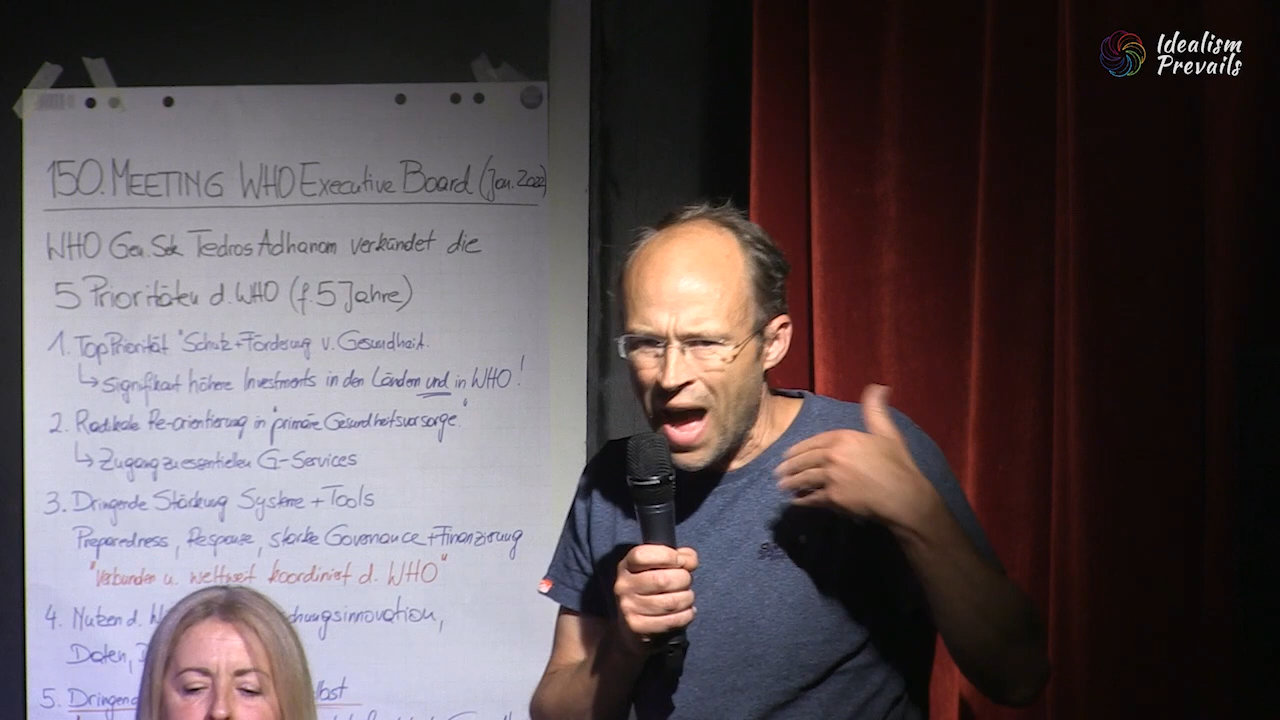 Idealism
Prevails
150. MEETING WHO Executive Board (Jan. 2022)
WHO Gen. Sek Tedros Adhanom verkündet die
5 Prioritäten d. WHO (f. 5 Jahre)
1. TopPriorität "Schutz + Förderung v. Gesundheit.
↳ signifikant höhere Investments in den Ländern und in WHO!
2. Radikale Re-orientierung in "primäre Gesundheitsvorsorge"
↳ Zugang zu essentiellen G-Services
3. Dringende Stärkung Systeme + Tools
Preparedness, Response, starke Governance + Finanzierung
"Verbunden u. weltweit koordiniert d. WHO"
4. Nutzen d.
Daten,
5.